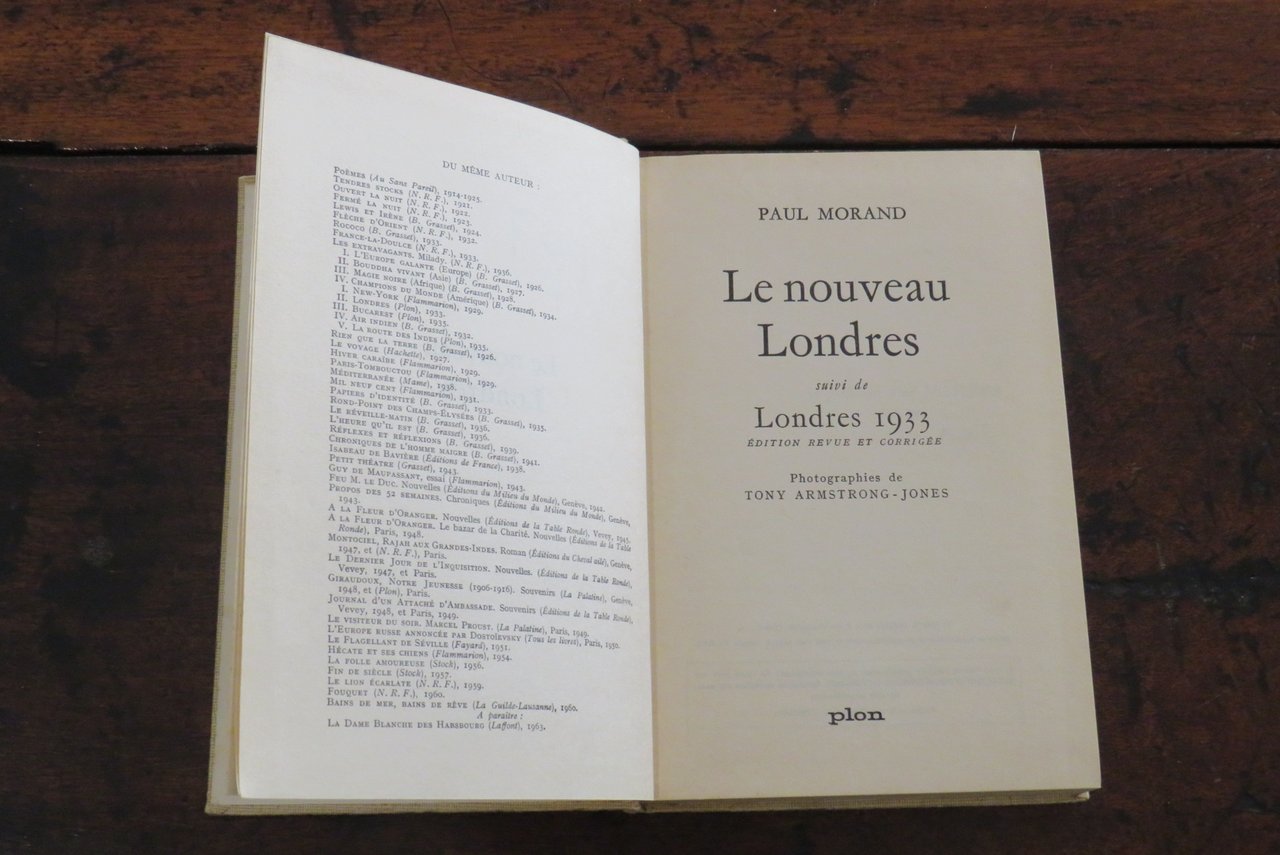 DU MÊME AUTEUR :
POÈMES (Au Sans Pareil), 1914-1925.
TENDRES STOCKS (N. R. F.), 1921.
OUVERT LA NUIT (N. R. F.), 1922.
FERMÉ LA NUIT (N. R. F.), 1923.
LEWIS ET IRÈNE (B. Grasset), 1924.
FLÈCHE D'ORIENT (N. R. F.), 1932.
ROCOCO (B. Grasset), 1933.
FRANCE-LA-DOULCE (N. R. F.), 1933.
LES EXTRAVAGANTS. Milady. (N. R. F.), 1936.
I. L'EUROPE GALANTE (Europe) (B. Grasset), 1926.
II. BOUDDHA VIVANT (Asie) (B. Grasset), 1927.
III. MAGIE NOIRE (Afrique) (B. Grasset), 1928.
IV. CHAMPIONS DU MONDE (Amérique) (B. Grasset), 1934.
I. NEW-YORK (Flammarion), 1929.
II. LONDRES (Plon), 1933.
III. BUCAREST (Plon), 1935.
IV. AIR INDIEN (B. Grasset), 1932.
V. LA ROUTE DES INDES (Plon), 1935.
RIEN QUE LA TERRE (B. Grasset), 1926.
LE VOYAGE (Hachette), 1927.
HIVER CARAÏBE (Flammarion), 1929.
PARIS-TOMBOUCTOU (Flammarion), 1929.
MÉDITERRANÉE (Mame), 1938.
MIL NEUF CENT (Flammarion), 1931.
PAPIERS D'IDENTITÉ (B. Grasset), 1933.
ROND-POINT DES CHAMPS-ÉLYSÉES (B. Grasset), 1935.
LE RÉVEILLE-MATIN (B. Grasset), 1936.
L'HEURE QU'IL EST (B. Grasset), 1936.
RÉFLEXES ET RÉFLEXIONS (B. Grasset), 1939.
CHRONIQUES DE L'HOMME MAIGRE (B. Grasset), 1941.
ISABEAU DE BAVIÈRE (Éditions de France), 1938.
PETIT THÉATRE (Grasset), 1943.
GUY DE MAUPASSANT, essai (Flammarion), 1943.
FEU M. LE DUC. Nouvelles (Éditions du Milieu du Monde), Genève, 1942.
PROPOS DES 52 SEMAINES. Chroniques (Éditions du Milieu du Monde), Genève,
1943.
A LA FLEUR D'ORANGER. Nouvelles (Éditions de la Table Ronde), Vevey, 1945.
A LA FLEUR D'ORANGER. Le bazar de la Charité. Nouvelles (Éditions de la Table
Ronde), Paris, 1948.
MONTOCIEL, RAJAH AUX GRANDES-INDES. Roman (Éditions du Cheval ailé), Genève,
1947, et (N. R. F.), Paris.
LE DERNIER JOUR DE L'INQUISITION. Nouvelles. (Éditions de la Table Ronde),
Vevey, 1947, et Paris.
GIRAUDOUX, NOTRE JEUNESSE (1906-1916). Souvenirs (La Palatine), Genève,
1948, et (Plon), Paris.
JOURNAL D'UN ATTACHÉ D'AMBASSADE. Souvenirs (Éditions de la Table Ronde),
Vevey, 1948, et Paris, 1949.
LE VISITEUR DU SOIR. MARCEL PROUST. (La Palatine), Paris, 1949.
L'EUROPE RUSSE ANNONCÉE PAR DOSTOÏEVSKY (Tous les livres), Paris, 1950.
LE FLAGELLANT DE SÉVILLE (Fayard), 1951.
HÉCATE ET SES CHIENS (Flammarion), 1954.
LA FOLLE AMOUREUSE (Stock), 1956.
FIN DE SIÈCLE (Stock), 1957.
LE LION ÉCARLATE (N. R. F.), 1959.
FOUQUET (N. R. F.), 1960.
BAINS DE MER, BAINS DE RÊVE (La Guilde-Lausanne), 1960.
A paraître :
LA DAME BLANCHE DES HABSBOURG (Laffont), 1963.
PAUL MORAND
Le nouveau
Londres
suivi de
Londres 1933
ÉDITION REVUE ET CORRIGÉE
Photographies de
TONY ARMSTRONG-JONES
plon